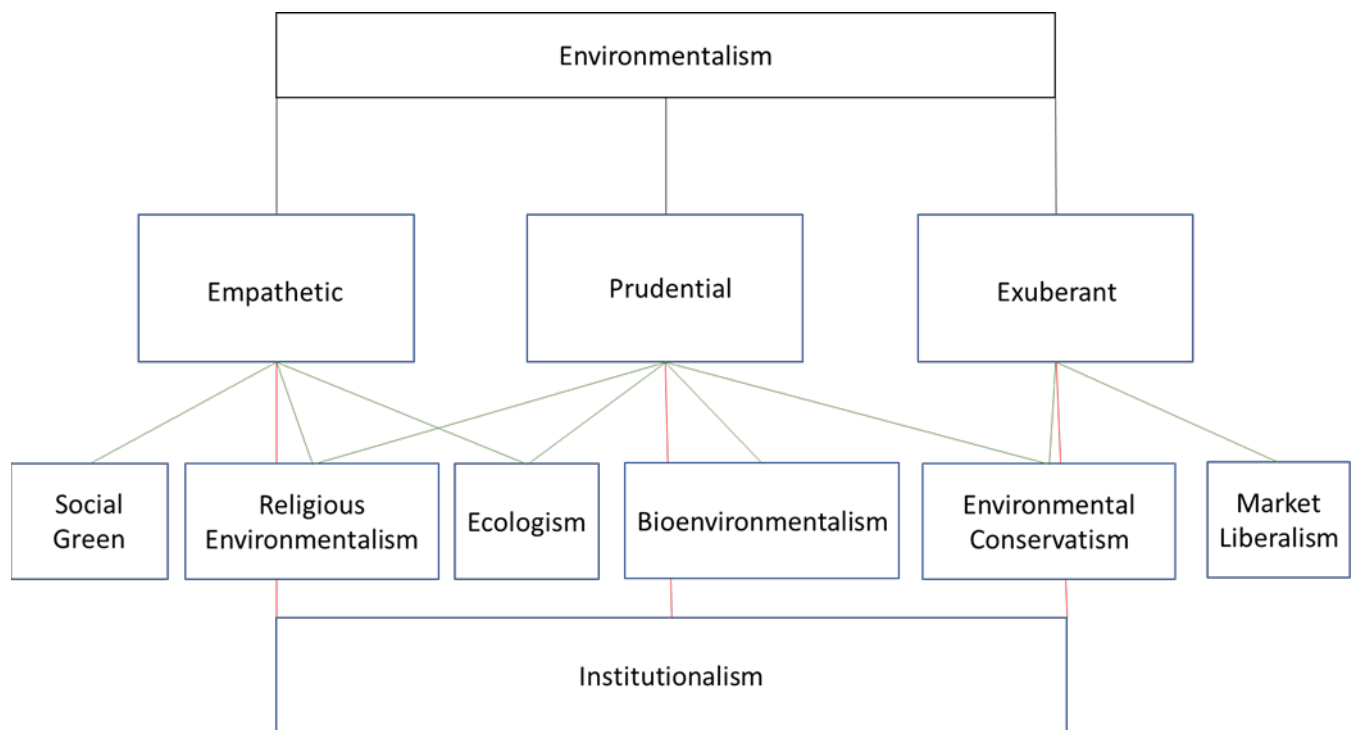 Environmentalism
Empathetic
Prudential
Exuberant
Social
Green
Religious
Environmentalism
Ecologism
Bioenvironmentalism
Environmental
Conservatism
Market
Liberalism
Institutionalism